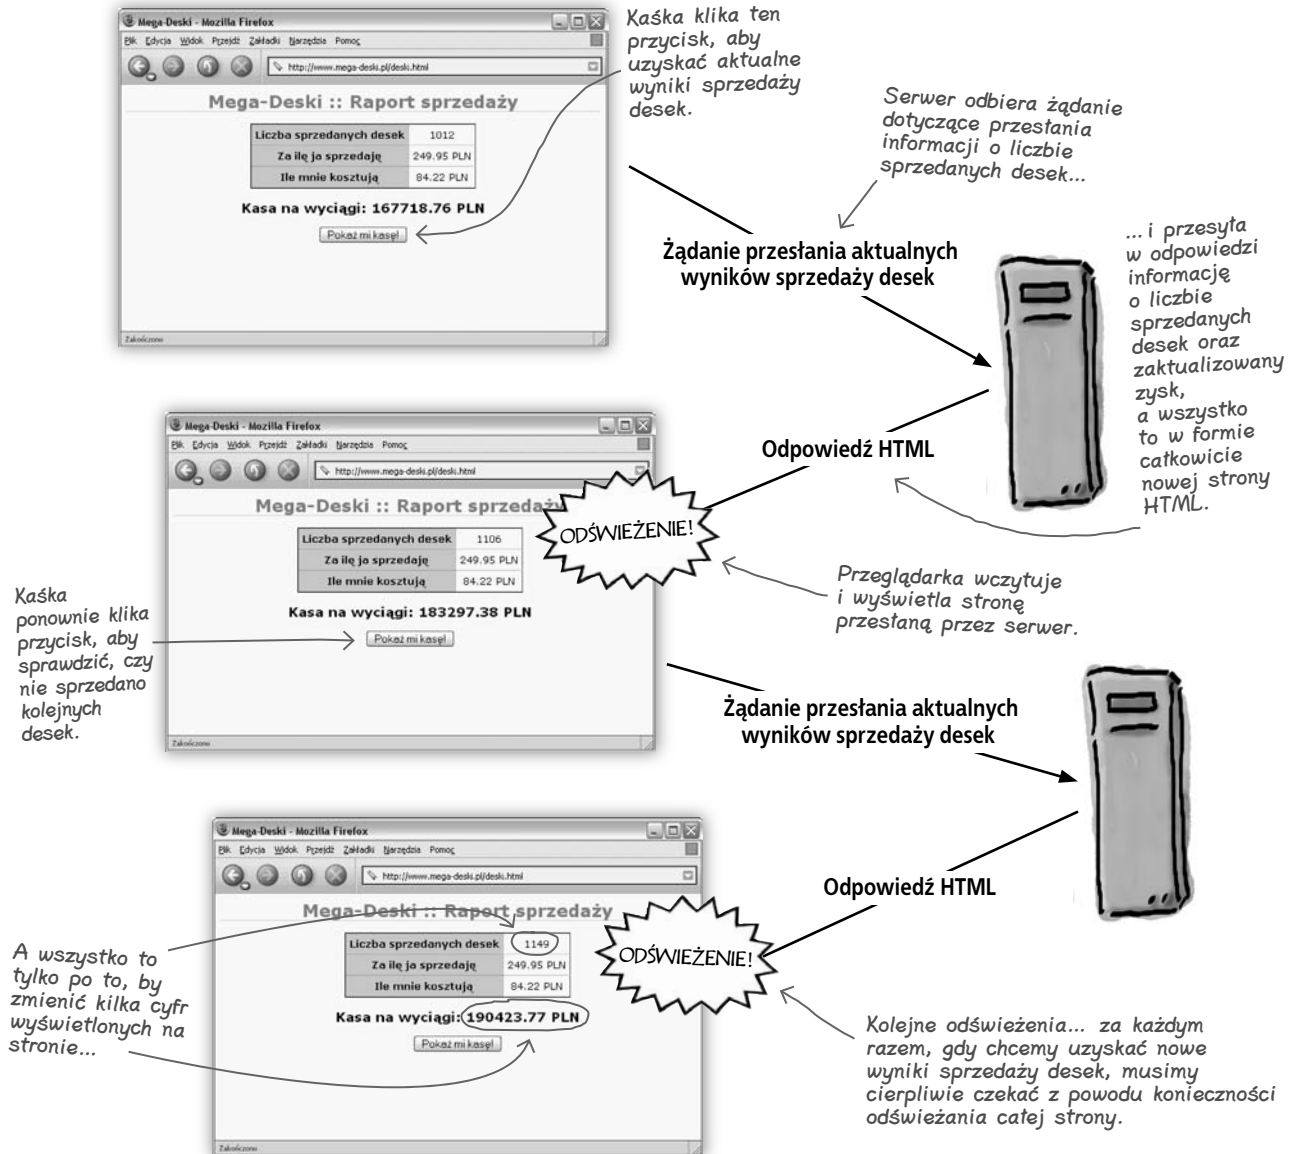 Mega-Deski - Mozilla Firefox
Plik Edycja Widok Przejdź Zakładki Narzędzia Pomoc
http://www.mega-deski.pl/deski.html
Mega-Deski :: Raport sprzedaży
Liczba sprzedanych desek 1012
Za ilę ja sprzedaję 249.95 PLN
Ile mnie kosztują 84.22 PLN
Kasa na wyciągi: 167718.76 PLN
Pokaż mi kasę!
Zakończono
Kaśka klika ten
przycisk, aby
uzyskać aktualne
wyniki sprzedaży
desek.
Serwer odbiera żądanie
dotyczące przesłania
informacji o liczbie
sprzedanych desek...
Żądanie przesłania aktualnych
wyników sprzedaży desek
... i przesyła
w odpowiedzi
informację
o liczbie
sprzedanych
desek oraz
zaktualizowany
zysk,
a wszystko
to w formie
całkowicie
nowej strony
HTML.
Odpowiedź HTML
Mega-Deski - Mozilla Firefox
Plik Edycja Widok Przejdź Zakładki Narzędzia Pomoc
http://www.mega-deski.pl/deski.html
Mega-Deski :: Raport sprzedaży
ODŚWIEŻENIE!
Liczba sprzedanych desek 1106
Za ilę ja sprzedaję 249.95 PLN
Ile mnie kosztują 84.22 PLN
Kasa na wyciągi: 183297.38 PLN
Pokaż mi kasę!
Zakończono
Kaśka
ponownie klika
przycisk, aby
sprawdzić, czy
nie sprzedano
kolejnych
desek.
Przeglądarka wczytuje
i wyświetla stronę
przesłaną przez serwer.
Żądanie przesłania aktualnych
wyników sprzedaży desek
Odpowiedź HTML
Mega-Deski - Mozilla Firefox
Plik Edycja Widok Przejdź Zakładki Narzędzia Pomoc
http://www.mega-deski.pl/deski.html
Mega-Deski :: Raport sprzedaży
ODŚWIEŻENIE!
Liczba sprzedanych desek 1149
Za ilę ja sprzedaję 249.95 PLN
Ile mnie kosztują 84.22 PLN
Kasa na wyciągi: 190423.77 PLN
Pokaż mi kasę!
Zakończono
A wszystko to
tylko po to, by
zmienić kilka cyfr
wyświetlonych na
stronie...
Kolejne odświeżenia... za każdym
razem, gdy chcemy uzyskać nowe
wyniki sprzedaży desek, musimy
cierpliwie czekać z powodu konieczności
odświeżania całej strony.